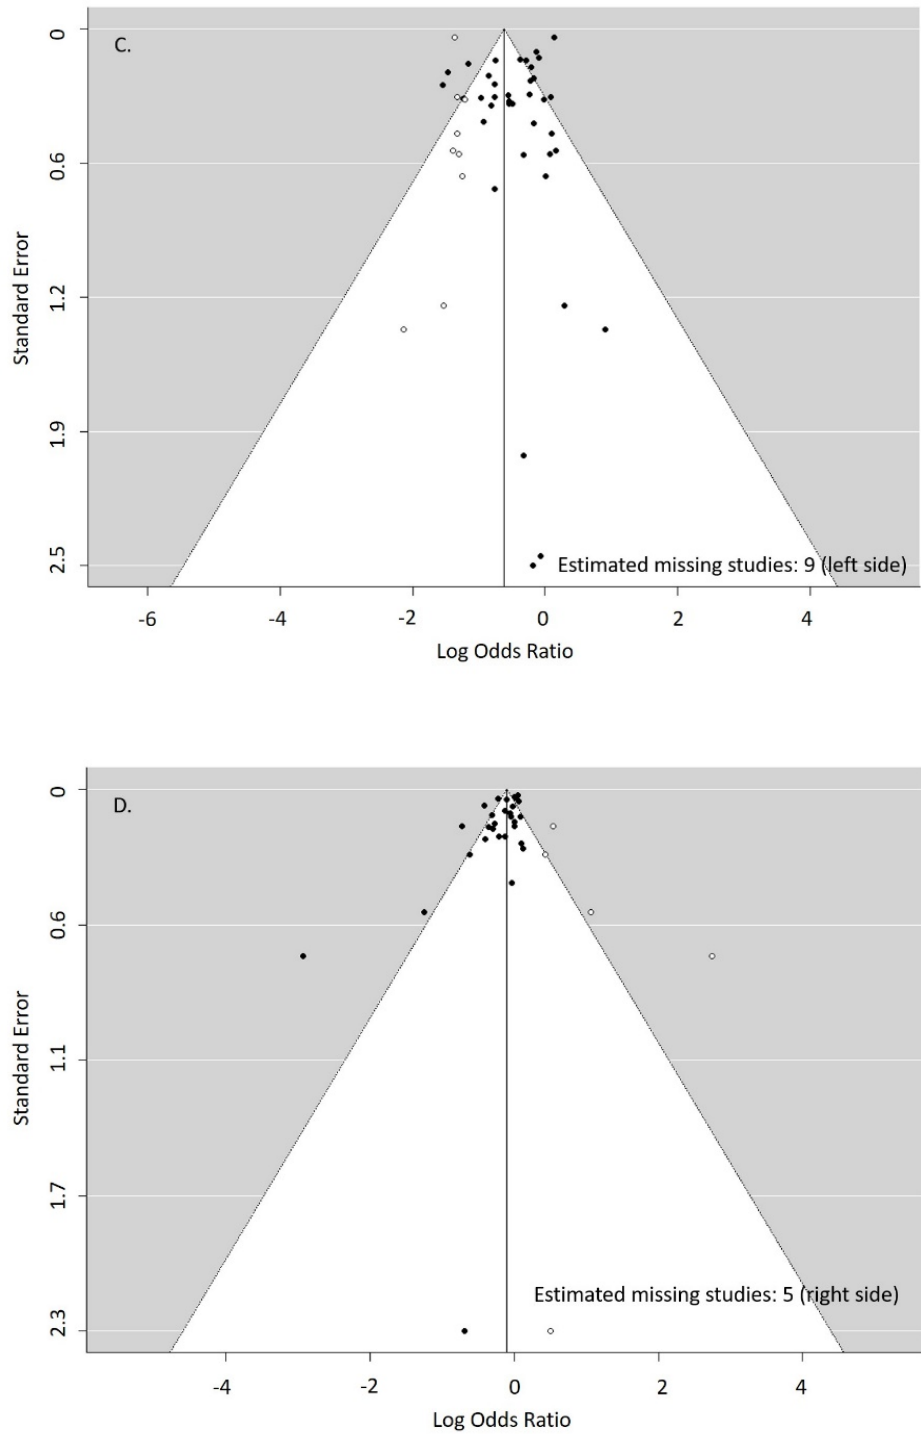 C.
0
0.6
1.2
1.9
2.5
Standard Error
Estimated missing studies: 9 (left side)
-6 -4 -2 0 2 4
Log Odds Ratio
D.
0
0.6
1.1
1.7
2.3
Standard Error
Estimated missing studies: 5 (right side)
-4 -2 0 2 4
Log Odds Ratio